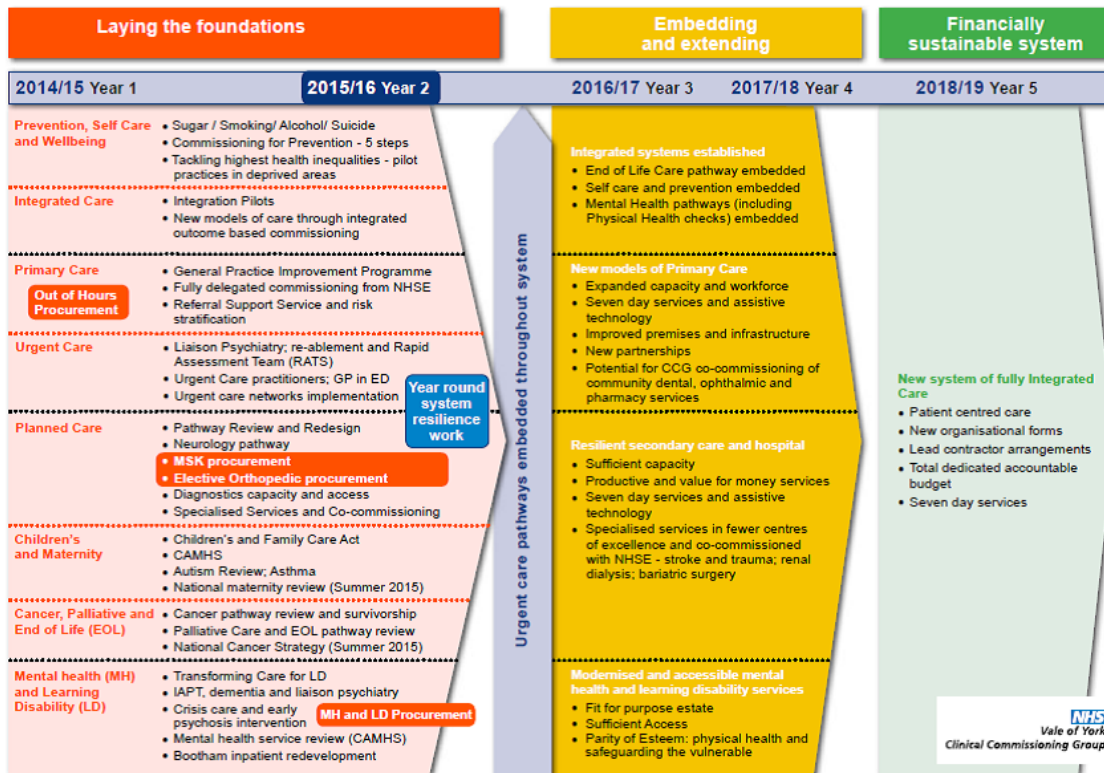 Laying the foundations
Embedding
and extending
Financially
sustainable system
2014/15 Year 1
2015/16 Year 2
2016/17 Year 3
2017/18 Year 4
2018/19 Year 5
Prevention, Self Care
and Wellbeing
• Sugar / Smoking/ Alcohol/ Suicide
• Commissioning for Prevention - 5 steps
• Tackling highest health inequalities - pilot
practices in deprived areas
Integrated Care
• Integration Pilots
• New models of care through integrated
outcome based commissioning
Primary Care
Out of Hours
Procurement
• General Practice Improvement Programme
• Fully delegated commissioning from NHSE
• Referral Support Service and risk
stratification
Urgent Care
• Liaison Psychiatry; re-ablement and Rapid
Assessment Team (RATS)
• Urgent Care practitioners; GP in ED
• Urgent care networks implementation
Year round
system
resilience
work
Planned Care
• Pathway Review and Redesign
• Neurology pathway
• MSK procurement
• Elective Orthopedic procurement
• Diagnostics capacity and access
• Specialised Services and Co-commissioning
Children's
and Maternity
• Children's and Family Care Act
• CAMHS
• Autism Review; Asthma
• National maternity review (Summer 2015)
Cancer, Palliative and
End of Life (EOL)
• Cancer pathway review and survivorship
• Palliative Care and EOL pathway review
• National Cancer Strategy (Summer 2015)
Mental health (MH)
and Learning
Disability (LD)
• Transforming Care for LD
• IAPT, dementia and liaison psychiatry
• Crisis care and early
psychosis intervention
MH and LD Procurement
• Mental health service review (CAMHS)
• Bootham inpatient redevelopment
Urgent care pathways embedded throughout system
Integrated systems established
• End of Life Care pathway embedded
• Self care and prevention embedded
• Mental Health pathways (including
Physical Health checks) embedded
New models of Primary Care
• Expanded capacity and workforce
• Seven day services and assistive
technology
• Improved premises and infrastructure
• New partnerships
• Potential for CCG co-commissioning of
community dental, ophthalmic and
pharmacy services
Resilient secondary care and hospital
• Sufficient capacity
• Productive and value for money services
• Seven day services and assistive
technology
• Specialised services in fewer centres
of excellence and co-commissioned
with NHSE - stroke and trauma; renal
dialysis; bariatric surgery
Modernised and accessible mental
health and learning disability services
• Fit for purpose estate
• Sufficient Access
• Parity of Esteem: physical health and
safeguarding the vulnerable
New system of fully Integrated
Care
• Patient centred care
• New organisational forms
• Lead contractor arrangements
• Total dedicated accountable
budget
• Seven day services
NHS
Vale of York
Clinical Commissioning Group